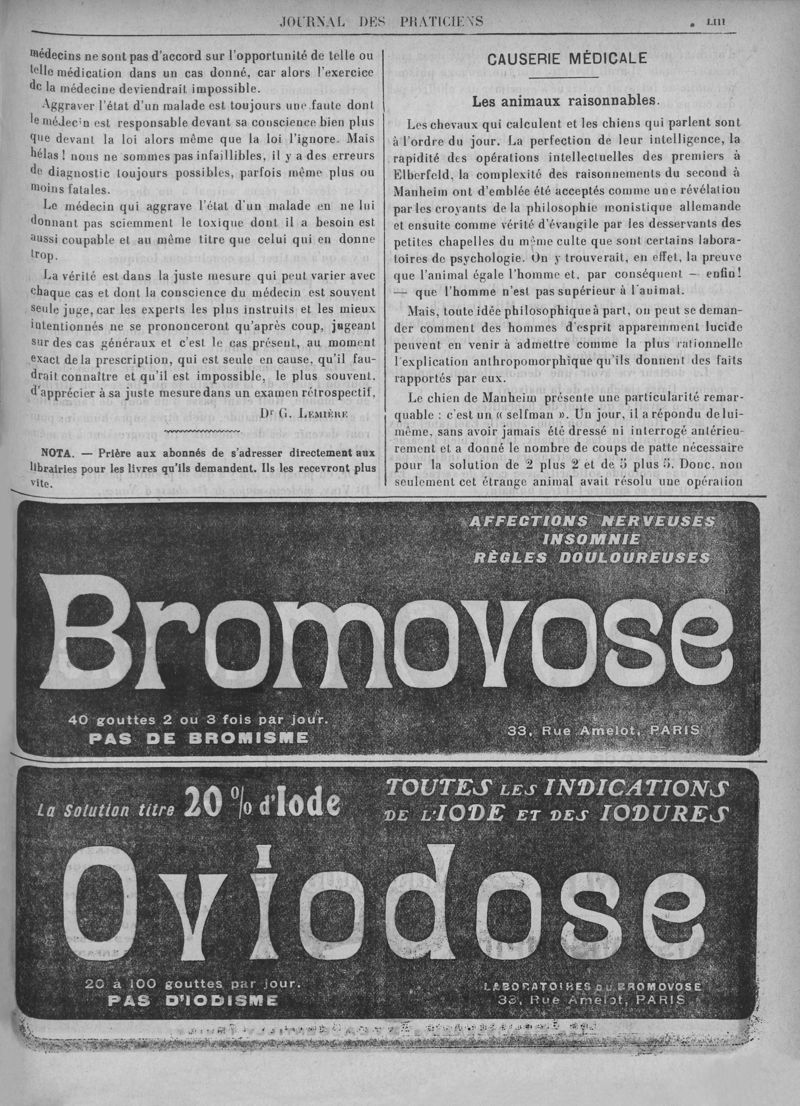 JOURNAL DES PRATICIENS
LIII
médecins ne sont pas d'accord sur l'opportunité de telle ou
telle médication dans un cas donné, car alors l'exercice
de la médecine deviendrait impossible.
Aggraver l'état d'un malade est toujours une faute dont
le médecin est responsable devant sa conscience bien plus
que devant la loi alors même que la loi l'ignore. Mais
hélas ! nous ne sommes pas infaillibles, il y a des erreurs
de diagnostic toujours possibles, parfois même plus ou
moins fatales.
Le médecin qui aggrave l'état d'un malade en ne lui
donnant pas sciemment le toxique dont il a besoin est
aussi coupable et au même titre que celui qui en donne
trop.
La vérité est dans la juste mesure qui peut varier avec
chaque cas et dont la conscience du médecin est souvent
seule juge, car les experts les plus instruits et les mieux
intentionnés ne se prononceront qu'après coup, jugeant
sur des cas généraux et c'est le cas présent, au moment
exact de la prescription, qui est seule en cause, qu'il fau-
drait connaître et qu'il est impossible, le plus souvent,
d'apprécier à sa juste mesure dans un examen rétrospectif.
Dr G. LEMIÈRE
NOTA. — Prière aux abonnés de s'adresser directement aux
librairies pour les livres qu'ils demandent. Ils les recevront plus
vite.
CAUSERIE MÉDICALE
Les animaux raisonnables.
Les chevaux qui calculent et les chiens qui parlent sont
à l'ordre du jour. La perfection de leur intelligence, la
rapidité des opérations intellectuelles des premiers à
Elberfeld, la complexité des raisonnements du second à
Manheim ont d'emblée été acceptés comme une révélation
par les croyants de la philosophie monistique allemande
et ensuite comme vérité d'évangile par les desservants des
petites chapelles du même culte que sont certains labora-
toires de psychologie. On y trouverait, en effet, la preuve
que l'animal égale l'homme et, par conséquent — enfin!
— que l'homme n'est pas supérieur à l'animal.
Mais, toute idée philosophique à part, on peut se deman-
der comment des hommes d'esprit apparemment lucide
peuvent en venir à admettre comme la plus rationnelle
l'explication anthropomorphique qu'ils donnent des faits
rapportés par eux.
Le chien de Manheim présente une particularité remar-
quable : c'est un « selfman ». Un jour, il a répondu de lui-
même, sans avoir jamais été dressé ni interrogé antérieu-
rement et a donné le nombre de coups de patte nécessaire
pour la solution de 2 plus 2 et de 5 plus 5. Donc, non
seulement cet étrange animal avait résolu une opération
AFFECTIONS NERVEUSES
INSOMNIE
RÈGLES DOULOUREUSES
Bromovose
40 gouttes 2 ou 3 fois par jour.
PAS DE BROMISME
33, Rue Amelot, PARIS
La Solution titre 20 % d'Iode
TOUTES LES INDICATIONS
DE L'IODE ET DES IODURES
Oviodose
20 à 100 gouttes par jour.
PAS D'IODISME
LABORATOIRES DU BROMOVOSE
33, Rue Amelot, PARIS